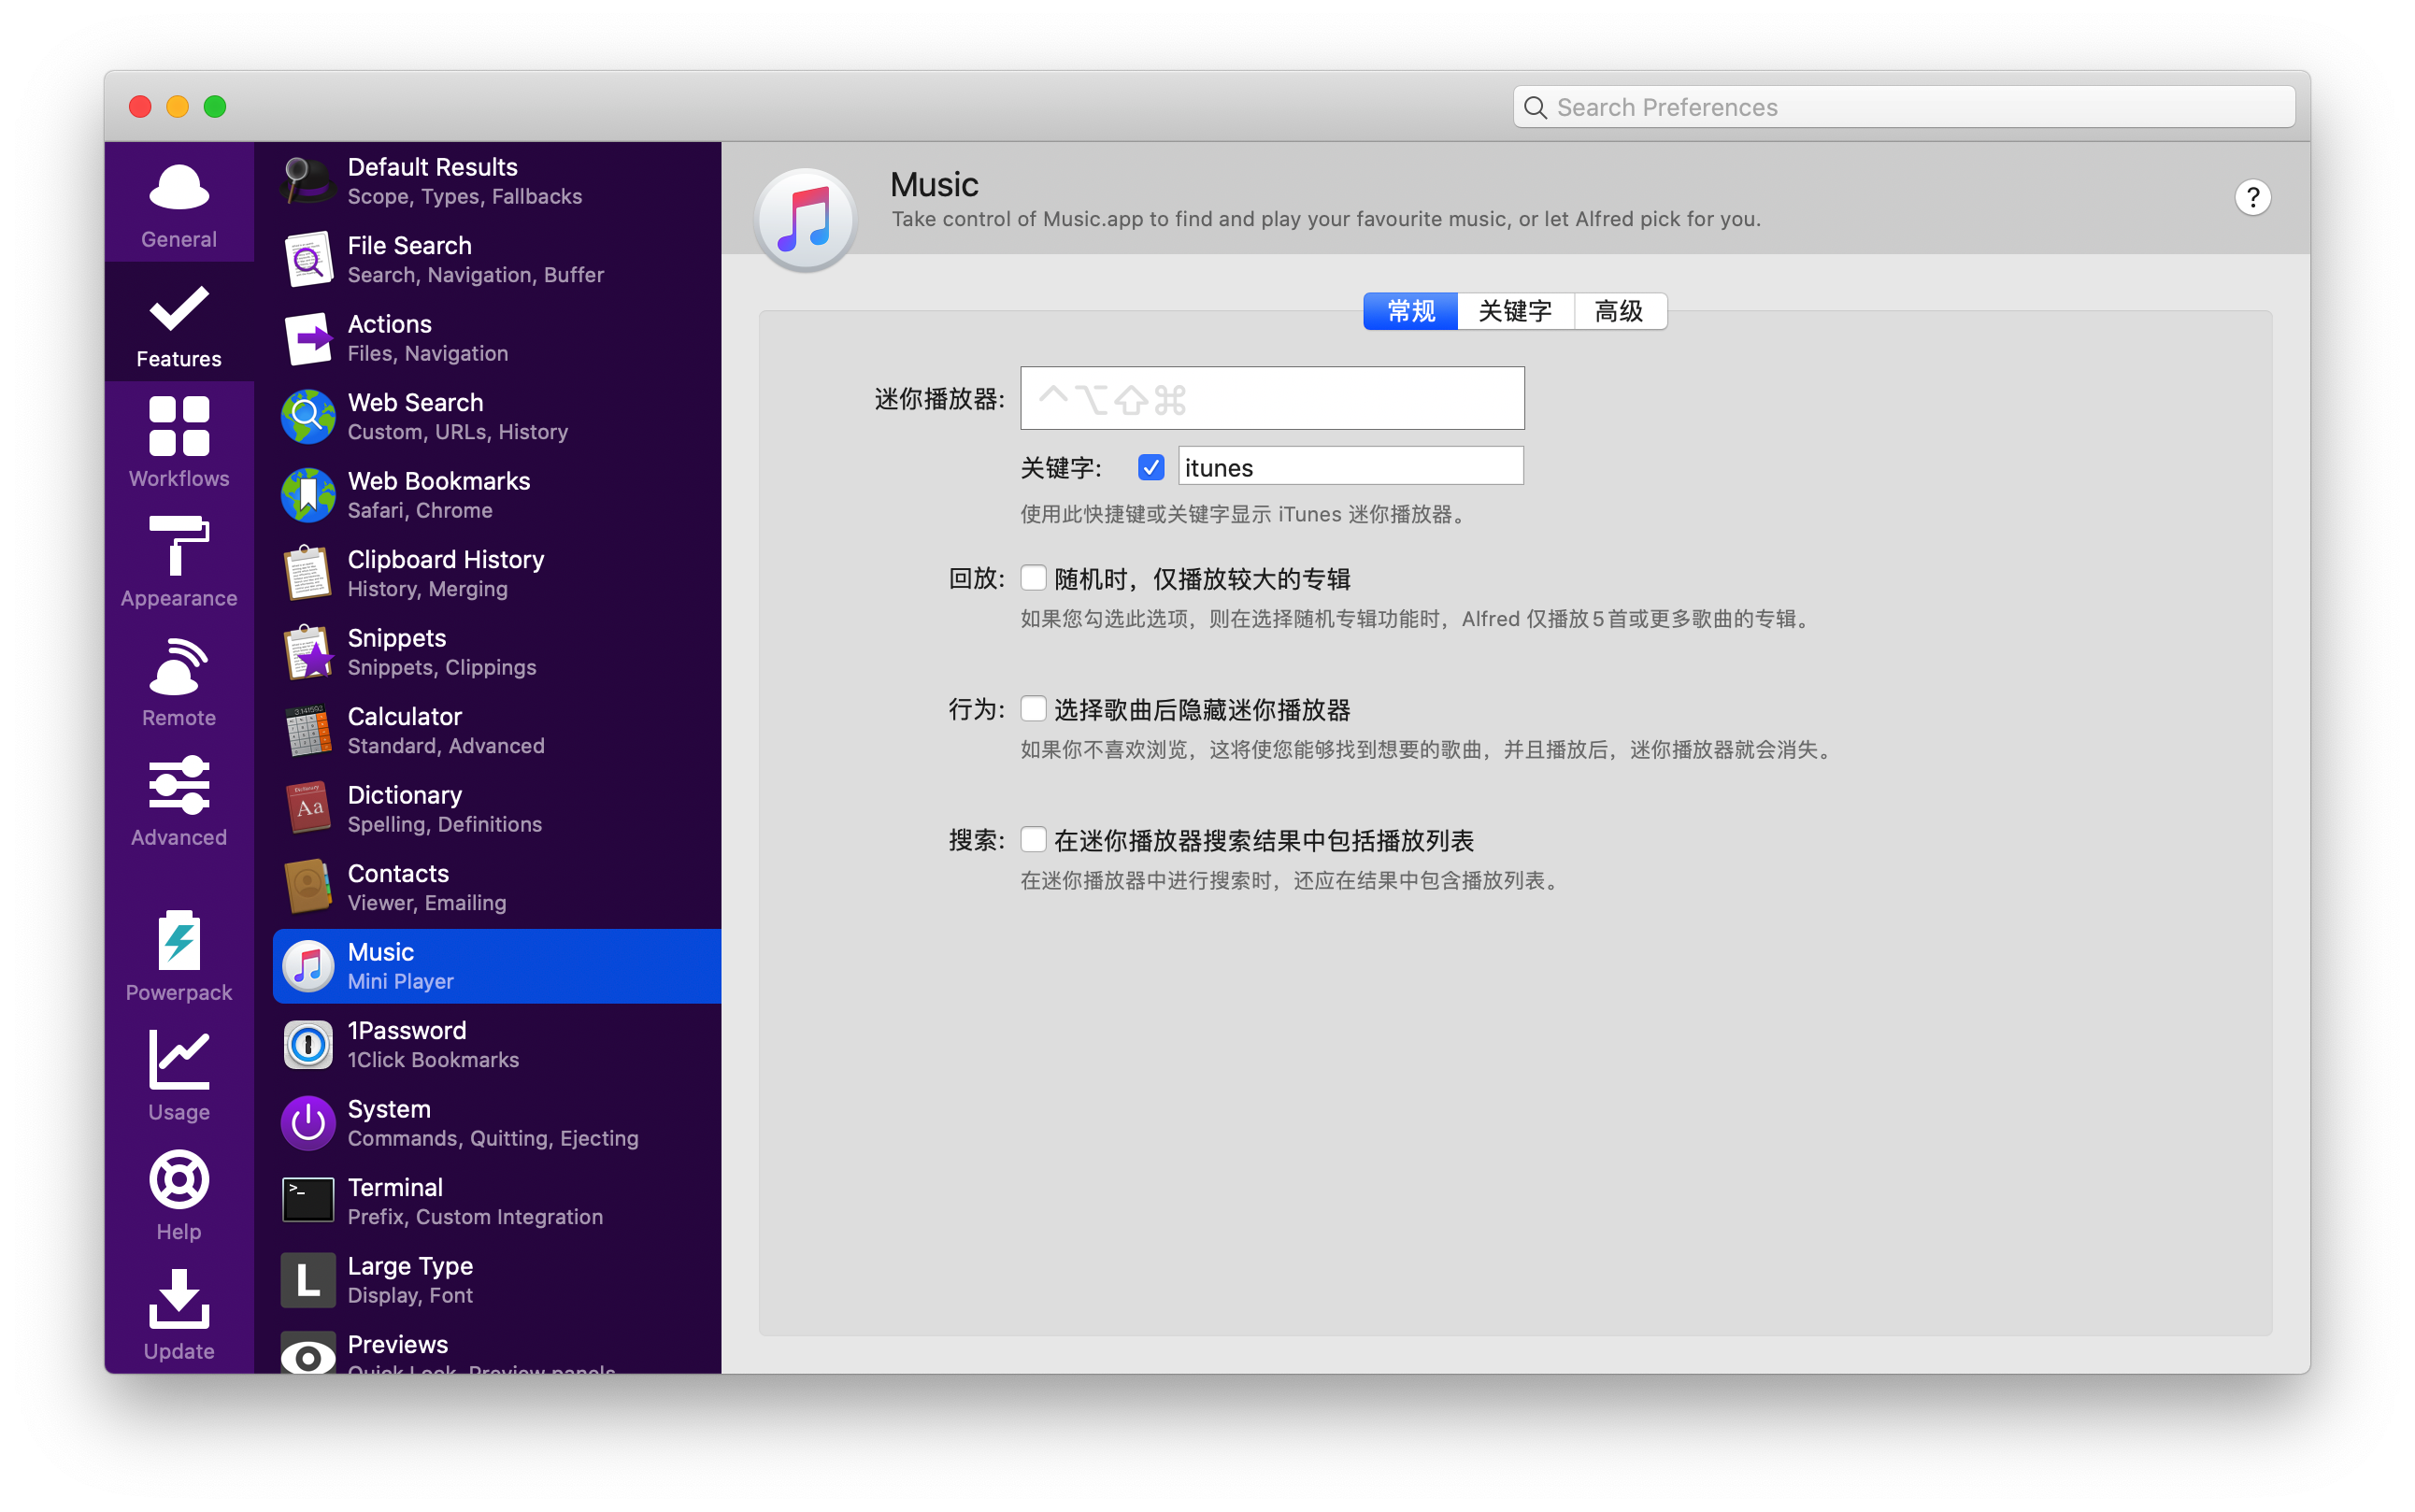 Search Preferences
General
Features
Workflows
Appearance
Remote
Advanced
Powerpack
Usage
Help
Update
Default Results
Scope, Types, Fallbacks
File Search
Search, Navigation, Buffer
Actions
Files, Navigation
Web Search
Custom, URLs, History
Web Bookmarks
Safari, Chrome
Clipboard History
History, Merging
Snippets
Snippets, Clippings
Calculator
Standard, Advanced
Dictionary
Spelling, Definitions
Contacts
Viewer, Emailing
Music
Mini Player
1Password
1Click Bookmarks
System
Commands, Quitting, Ejecting
Terminal
Prefix, Custom Integration
Large Type
Display, Font
Previews
Quick Look, Preview panels
Music
Take control of Music.app to find and play your favourite music, or let Alfred pick for you.
?
常规 关键字 高级
迷你播放器: ⌃⌥⇧⌘
关键字: itunes
使用此快捷键或关键字显示 iTunes 迷你播放器。
回放: 随机时，仅播放较大的专辑
如果您勾选此选项，则在选择随机专辑功能时，Alfred 仅播放5首或更多歌曲的专辑。
行为: 选择歌曲后隐藏迷你播放器
如果你不喜欢浏览，这将使您能够找到想要的歌曲，并且播放后，迷你播放器就会消失。
搜索: 在迷你播放器搜索结果中包括播放列表
在迷你播放器中进行搜索时，还应在结果中包含播放列表。